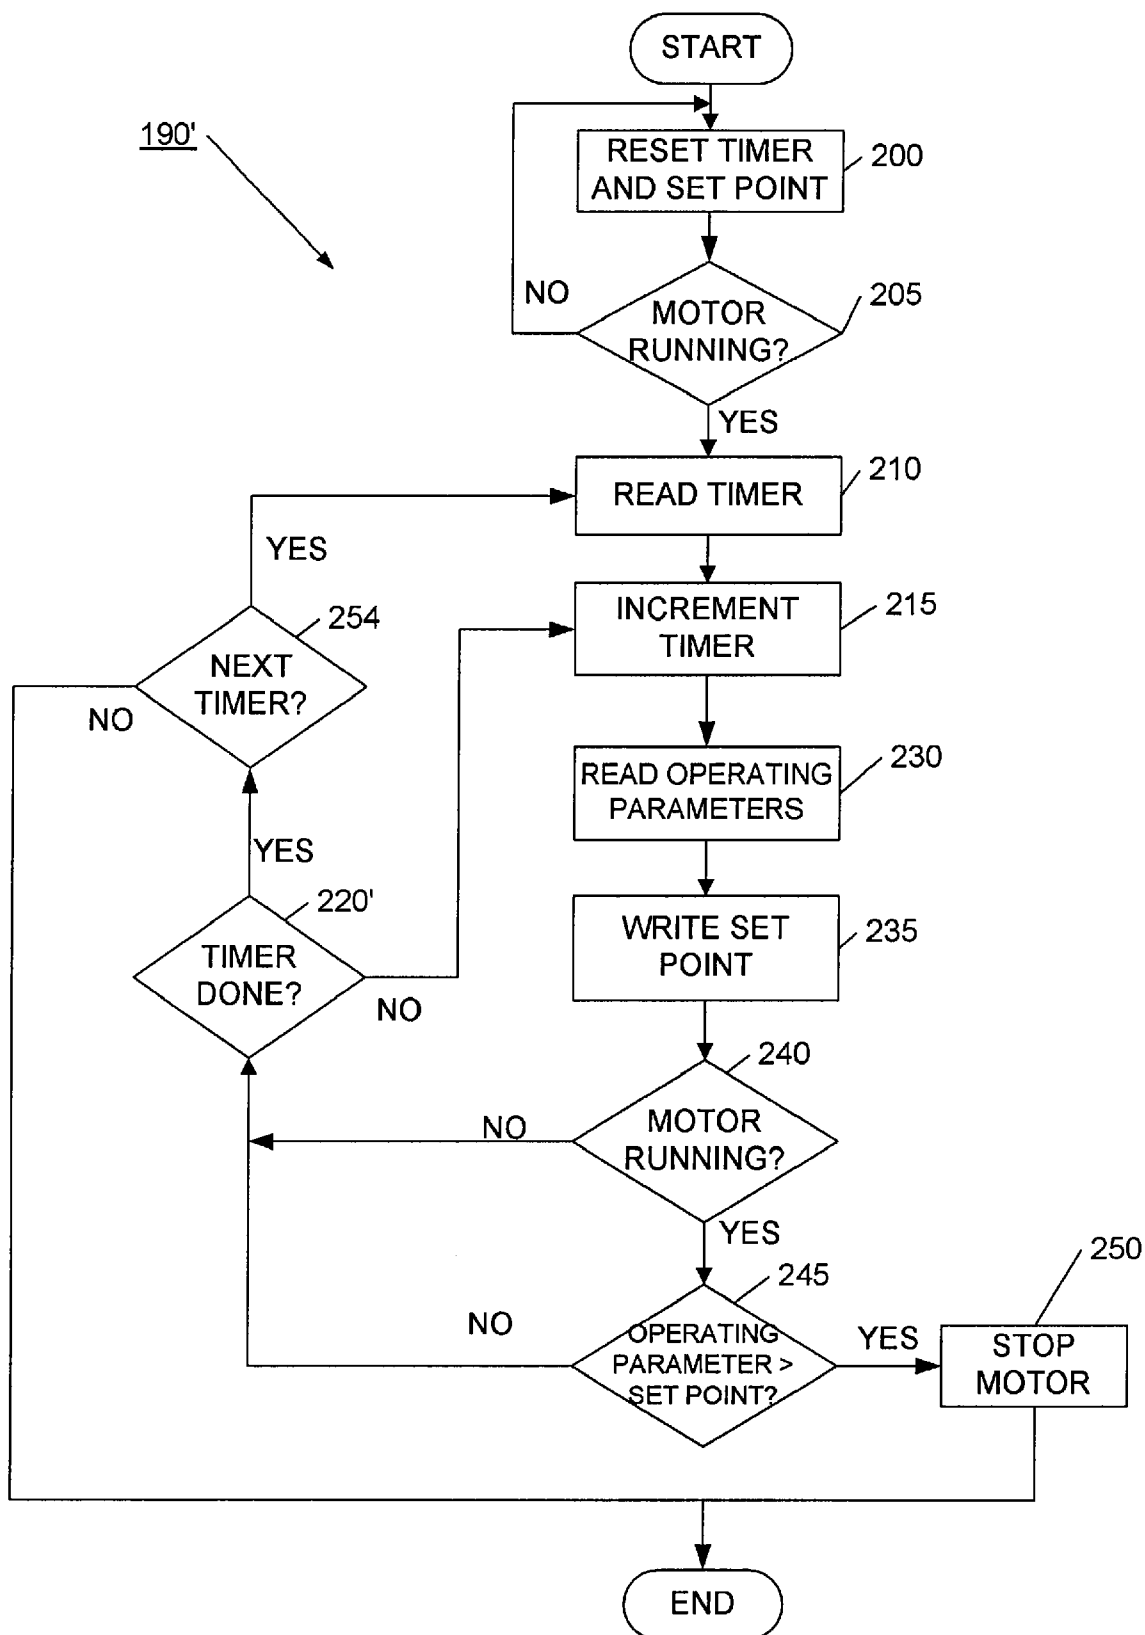 START
190'
RESET TIMER
AND SET POINT
200
NO
MOTOR
RUNNING?
205
YES
READ TIMER
210
YES
INCREMENT
TIMER
215
254
NEXT
TIMER?
NO
READ OPERATING
PARAMETERS
230
YES
220'
TIMER
DONE?
NO
WRITE SET
POINT
235
240
MOTOR
RUNNING?
NO
YES
245
250
NO
OPERATING
PARAMETER >
SET POINT?
YES
STOP
MOTOR
END